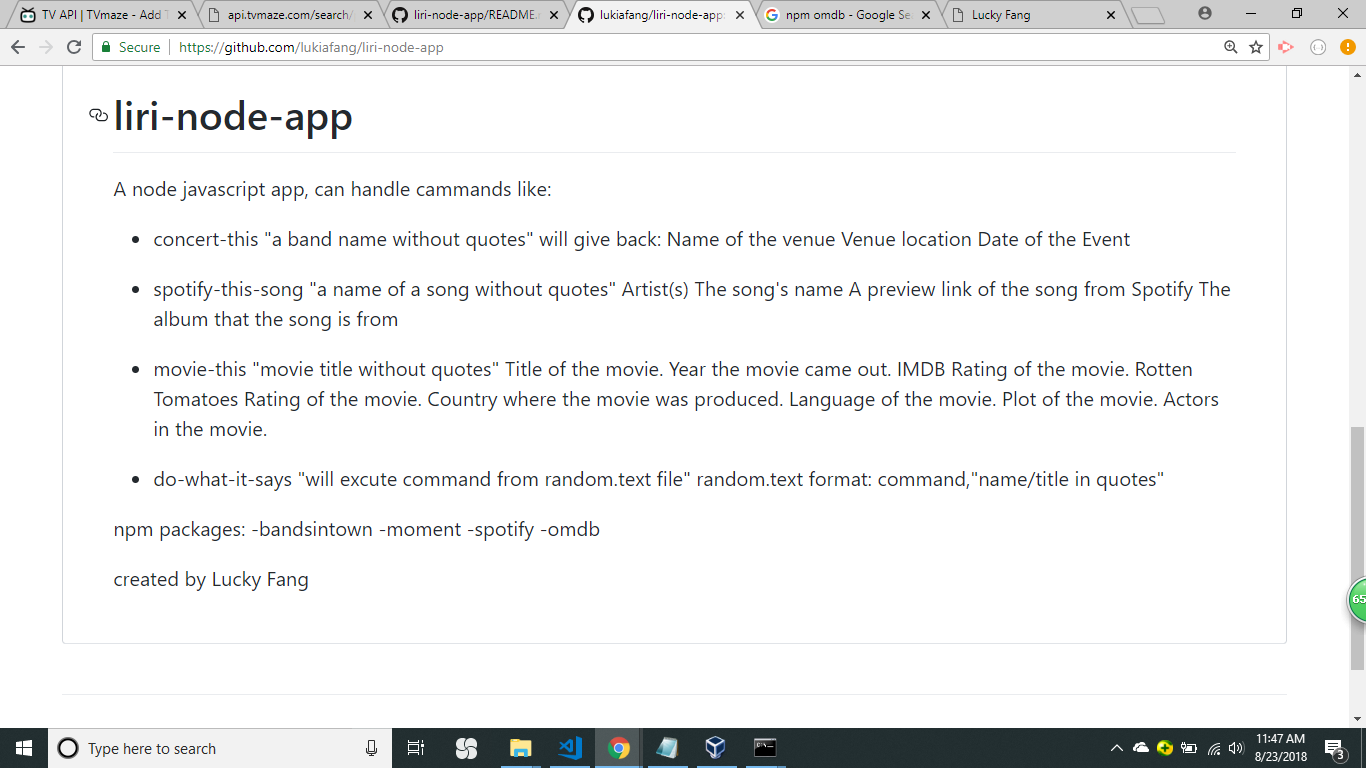 TV API | TVmaze - Add T
api.tvmaze.com/search/
liri-node-app/README.
lukiafang/liri-node-app:
npm omdb - Google Se
Lucky Fang
Secure
https://github.com/lukiafang/liri-node-app
liri-node-app
A node javascript app, can handle cammands like:
concert-this "a band name without quotes" will give back: Name of the venue Venue location Date of the Event
spotify-this-song "a name of a song without quotes" Artist(s) The song's name A preview link of the song from Spotify The
album that the song is from
movie-this "movie title without quotes" Title of the movie. Year the movie came out. IMDB Rating of the movie. Rotten
Tomatoes Rating of the movie. Country where the movie was produced. Language of the movie. Plot of the movie. Actors
in the movie.
do-what-it-says "will excute command from random.text file" random.text format: command,"name/title in quotes"
npm packages: -bandsintown -moment -spotify -omdb
created by Lucky Fang
65
Type here to search
11:47 AM
8/23/2018
3